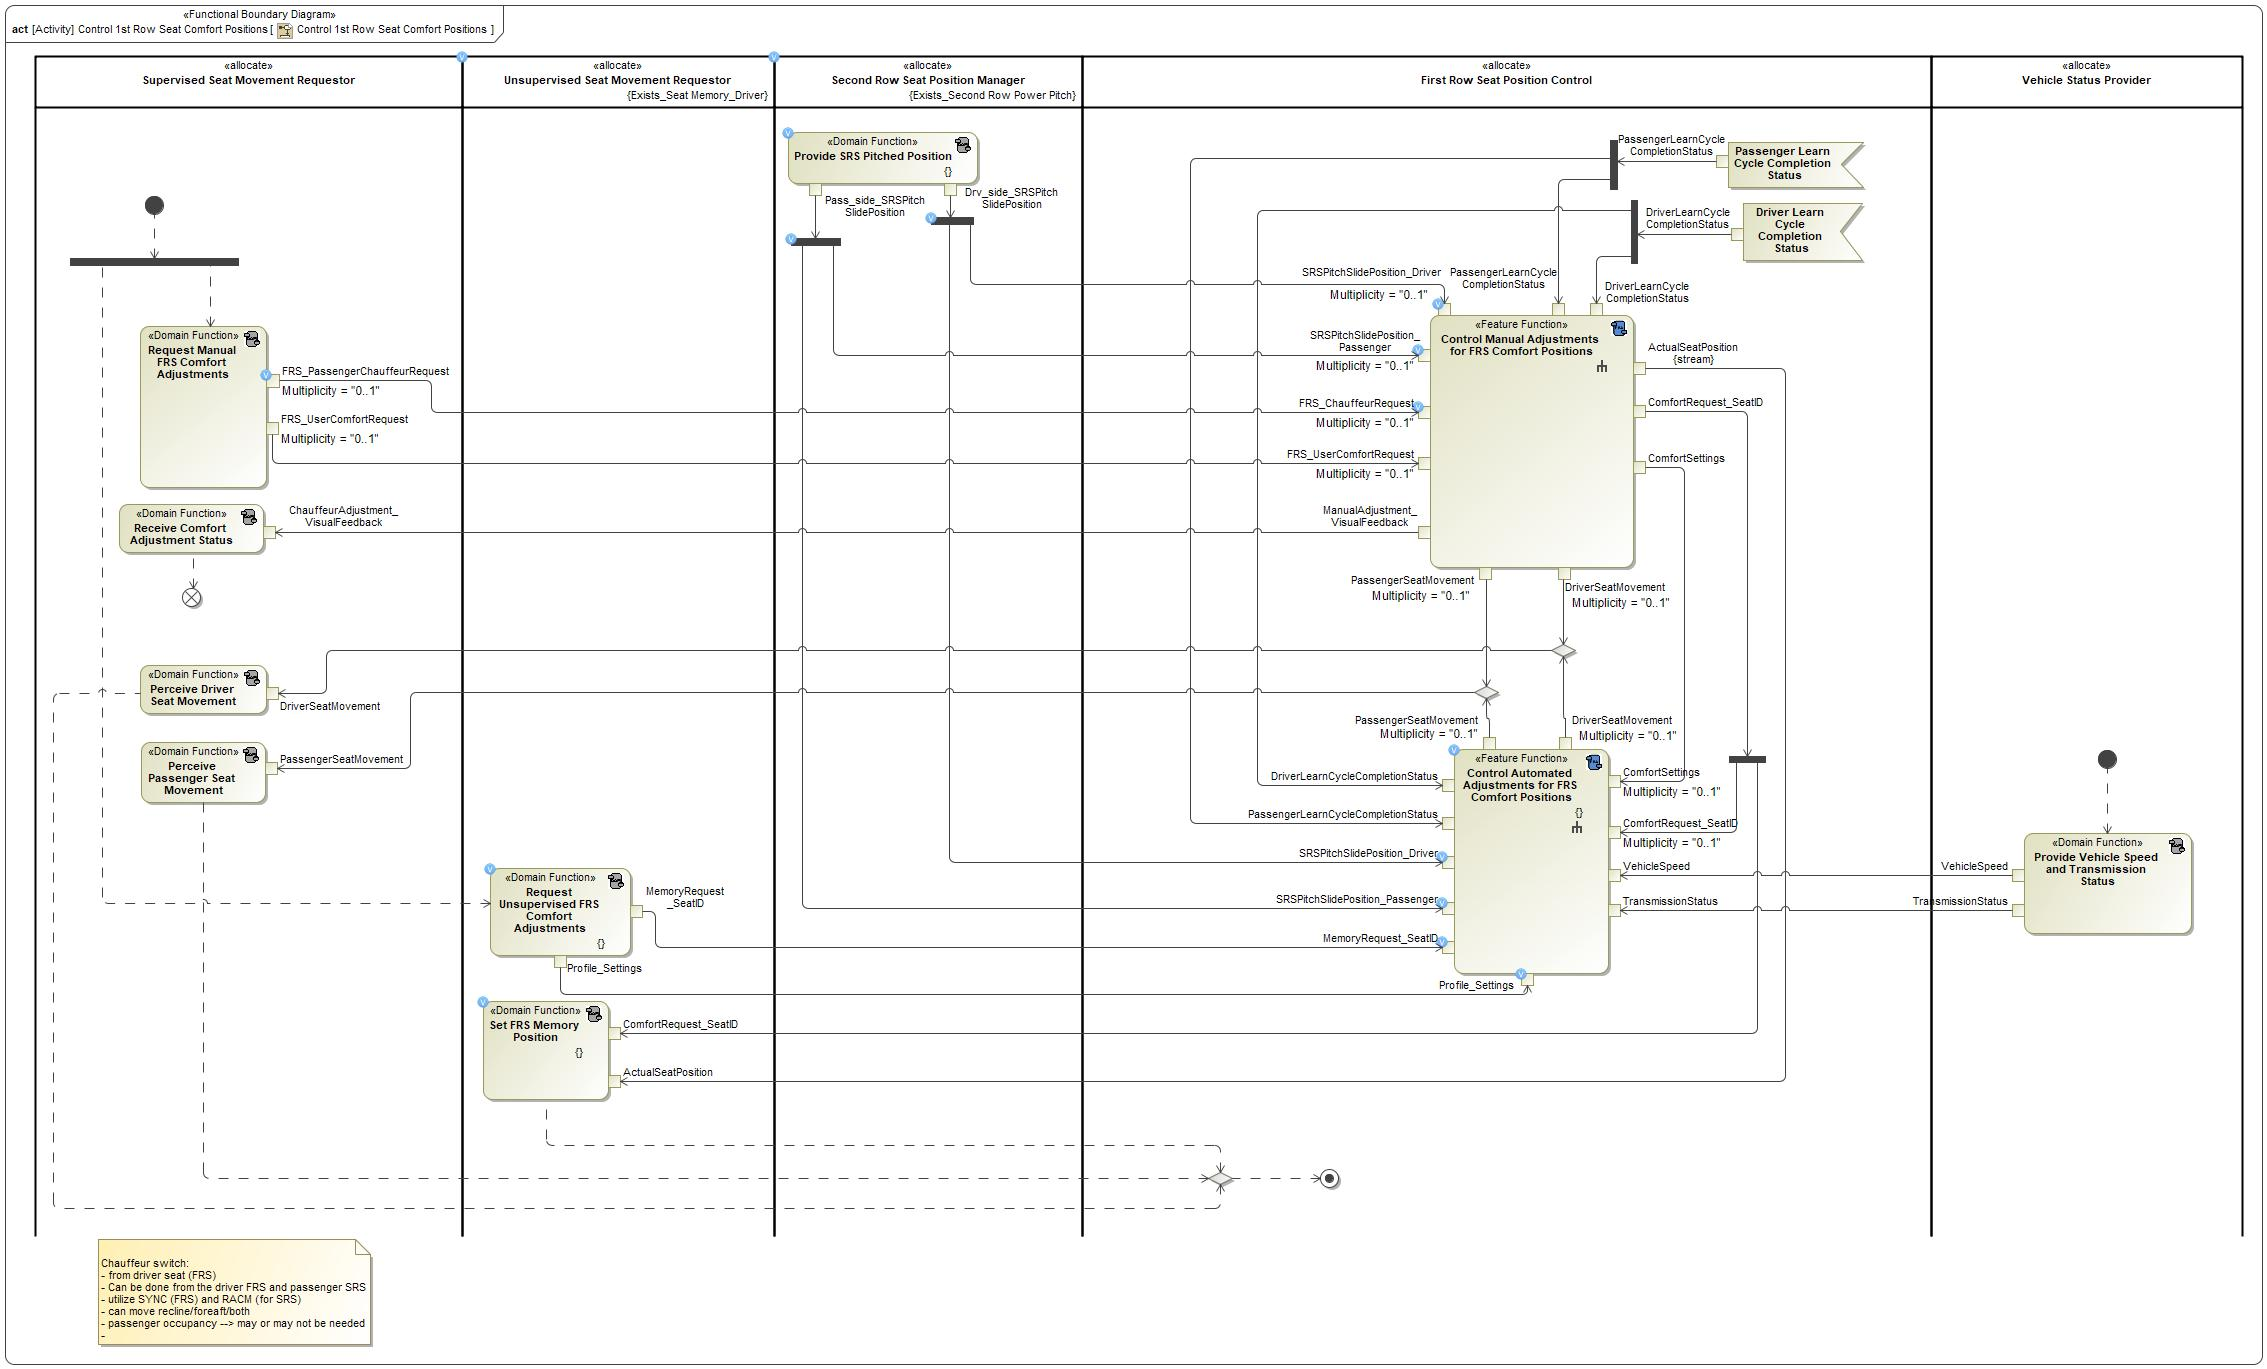 «Functional Boundary Diagram»
act [Activity] Control 1st Row Seat Comfort Positions [ Control 1st Row Seat Comfort Positions ]
«allocate»
Supervised Seat Movement Requestor
«allocate»
Unsupervised Seat Movement Requestor
{Exists_Seat Memory_Driver}
«allocate»
Second Row Seat Position Manager
{Exists_Second Row Power Pitch}
«allocate»
First Row Seat Position Control
«allocate»
Vehicle Status Provider
«Domain Function»
Provide SRS Pitched Position
{}
Pass_side_SRSPitch
SlidePosition
Drv_side_SRSPitch
SlidePosition
PassengerLearnCycle
CompletionStatus
Passenger Learn
Cycle Completion
Status
DriverLearnCycle
CompletionStatus
Driver Learn
Cycle
Completion
Status
SRSPitchSlidePosition_Driver
Multiplicity = "0..1"
PassengerLearnCycle
CompletionStatus
DriverLearnCycle
CompletionStatus
«Domain Function»
Request Manual
FRS Comfort
Adjustments
FRS_PassengerChauffeurRequest
Multiplicity = "0..1"
FRS_UserComfortRequest
Multiplicity = "0..1"
SRSPitchSlidePosition_
Passenger
Multiplicity = "0..1"
FRS_ChauffeurRequest
Multiplicity = "0..1"
FRS_UserComfortRequest
Multiplicity = "0..1"
ManualAdjustment_
VisualFeedback
«Feature Function»
Control Manual Adjustments
for FRS Comfort Positions
ActualSeatPosition
{stream}
ComfortRequest_SeatID
ComfortSettings
«Domain Function»
Receive Comfort
Adjustment Status
ChauffeurAdjustment_
VisualFeedback
PassengerSeatMovement
Multiplicity = "0..1"
DriverSeatMovement
Multiplicity = "0..1"
«Domain Function»
Perceive Driver
Seat Movement
DriverSeatMovement
«Domain Function»
Perceive
Passenger Seat
Movement
PassengerSeatMovement
PassengerSeatMovement
Multiplicity = "0..1"
DriverSeatMovement
Multiplicity = "0..1"
«Feature Function»
Control Automated
Adjustments for FRS
Comfort Positions
{}
DriverLearnCycleCompletionStatus
PassengerLearnCycleCompletionStatus
SRSPitchSlidePosition_Driver
SRSPitchSlidePosition_Passenger
MemoryRequest_SeatID
Profile_Settings
ComfortSettings
Multiplicity = "0..1"
ComfortRequest_SeatID
Multiplicity = "0..1"
VehicleSpeed
TransmissionStatus
VehicleSpeed
TransmissionStatus
«Domain Function»
Provide Vehicle Speed
and Transmission
Status
«Domain Function»
Request
Unsupervised FRS
Comfort
Adjustments
{}
MemoryRequest
_SeatID
Profile_Settings
«Domain Function»
Set FRS Memory
Position
{}
ComfortRequest_SeatID
ActualSeatPosition
Chauffeur switch:
- from driver seat (FRS)
- Can be done from the driver FRS and passenger SRS
- utilize SYNC (FRS) and RACM (for SRS)
- can move recline/foreaft/both
- passenger occupancy --> may or may not be needed
-